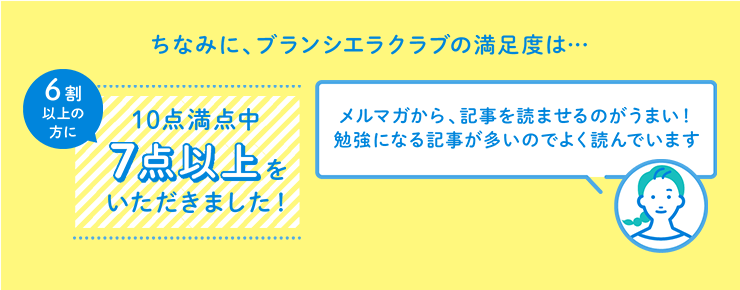 ちなみに、ブランシエラクラブの満足度は…
6割
以上の
方に
10点満点中
7点以上を
いただきました！
メルマガから、記事を読ませるのがうまい！
勉強になる記事が多いのでよく読んでいます